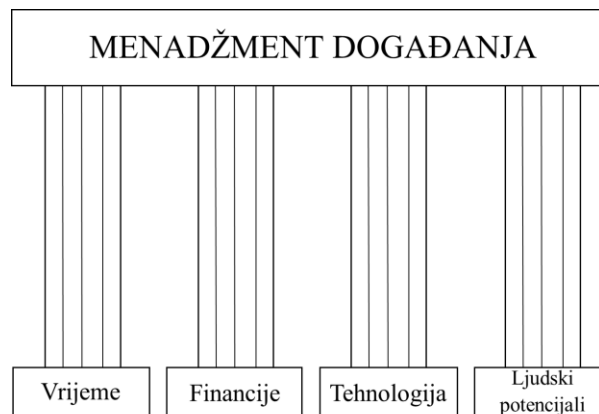 MENADŽMENT DOGAĐANJA
Vrijeme
Financije
Tehnologija
Ljudski
potencijali